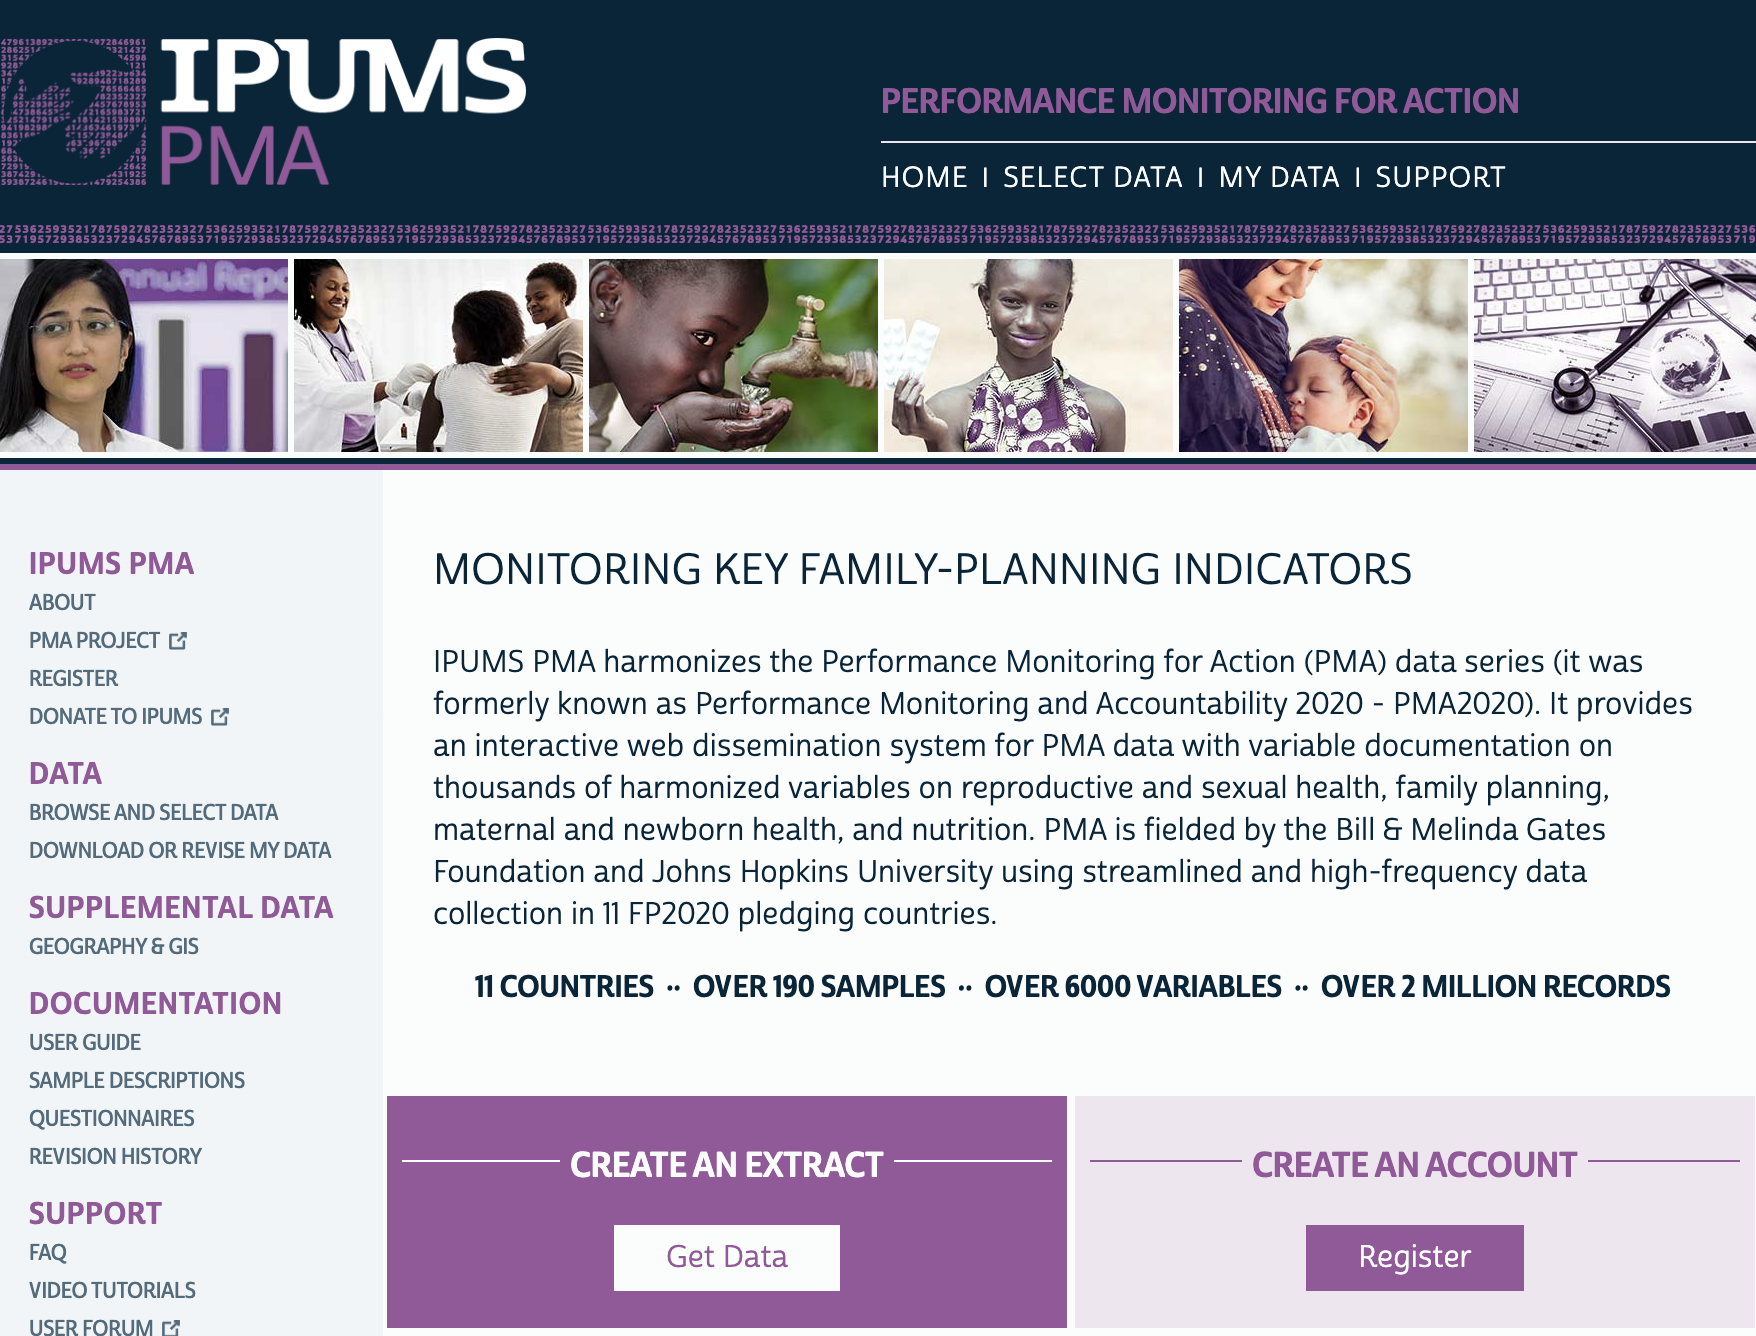 IPUMS
PMA
PERFORMANCE MONITORING FOR ACTION
HOME | SELECT DATA | MY DATA | SUPPORT
nnual Repo
IPUMS PMA
ABOUT
PMA PROJECT
REGISTER
DONATE TO IPUMS
DATA
BROWSE AND SELECT DATA
DOWNLOAD OR REVISE MY DATA
SUPPLEMENTAL DATA
GEOGRAPHY & GIS
DOCUMENTATION
USER GUIDE
SAMPLE DESCRIPTIONS
QUESTIONNAIRES
REVISION HISTORY
SUPPORT
FAQ
VIDEO TUTORIALS
USER FORUM
MONITORING KEY FAMILY-PLANNING INDICATORS
IPUMS PMA harmonizes the Performance Monitoring for Action (PMA) data series (it was
formerly known as Performance Monitoring and Accountability 2020 - PMA2020). It provides
an interactive web dissemination system for PMA data with variable documentation on
thousands of harmonized variables on reproductive and sexual health, family planning,
maternal and newborn health, and nutrition. PMA is fielded by the Bill & Melinda Gates
Foundation and Johns Hopkins University using streamlined and high-frequency data
collection in 11 FP2020 pledging countries.
11 COUNTRIES ·· OVER 190 SAMPLES ·· OVER 6000 VARIABLES ·· OVER 2 MILLION RECORDS
CREATE AN EXTRACT
Get Data
CREATE AN ACCOUNT
Register